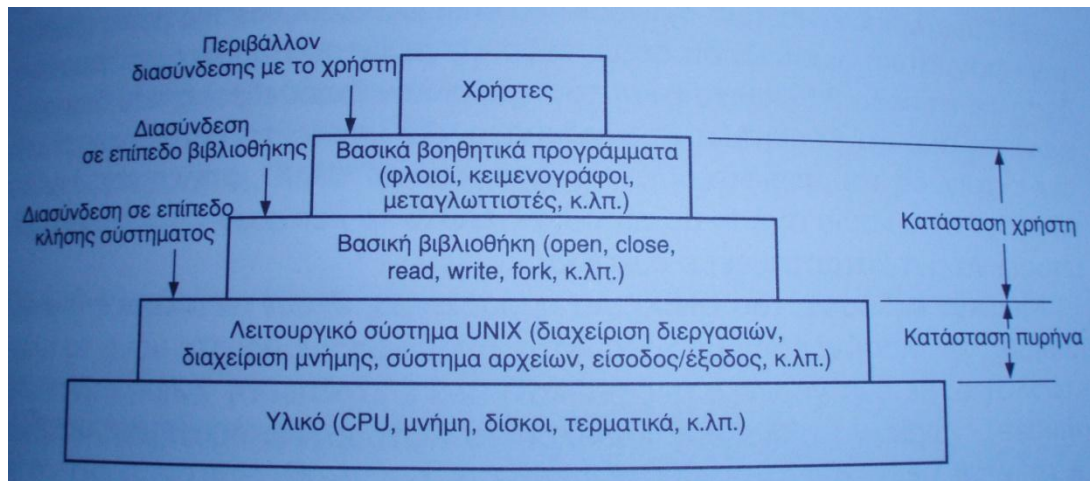 Περιβάλλον
διασύνδεσης με το χρήστη
Χρήστες
Διασύνδεση
σε επίπεδο βιβλιοθήκης
Βασικά βοηθητικά προγράμματα
(φλοιοί, κειμενογράφοι,
μεταγλωττιστές, κ.λπ.)
Διασύνδεση σε επίπεδο
κλήσης σύστηματος
Βασική βιβλιοθήκη (open, close,
read, write, fork, κ.λπ.)
Κατάσταση χρήστη
Λειτουργικό σύστημα UNIX (διαχείριση διεργασιών,
διαχείριση μνήμης, σύστημα αρχείων, είσοδος/έξοδος, κ.λπ.)
Κατάσταση πυρήνα
Υλικό (CPU, μνήμη, δίσκοι, τερματικά, κ.λπ.)